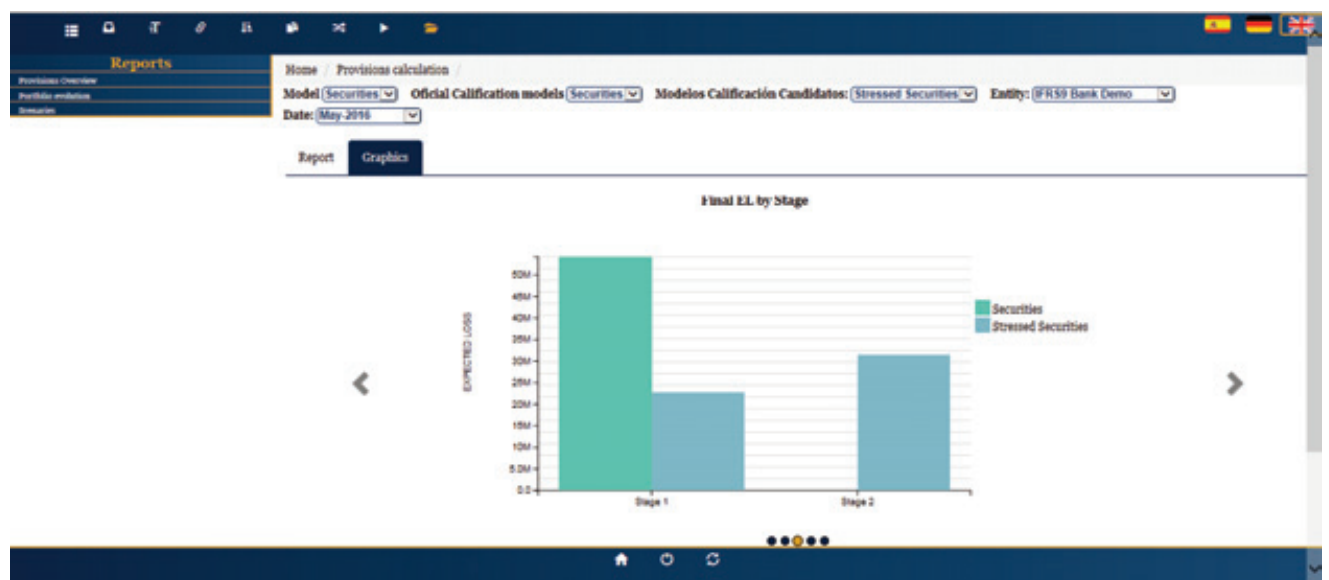 Reports
Provisions Overview
Portfolio evolution
Scenarios
Home / Provisions calculation /
Model Securities Oficial Calification models Securities Modelos Calificación Candidatos: Stressed Securities Entity: IFRS9 Bank Demo
Date: May-2016
Report Graphics
Final EL by Stage
EXPECTED LOSS
50M
45M
40M
35M
30M
25M
20M
15M
10M
5.0M
0.0
Stage 1 Stage 2
Securities
Stressed Securities